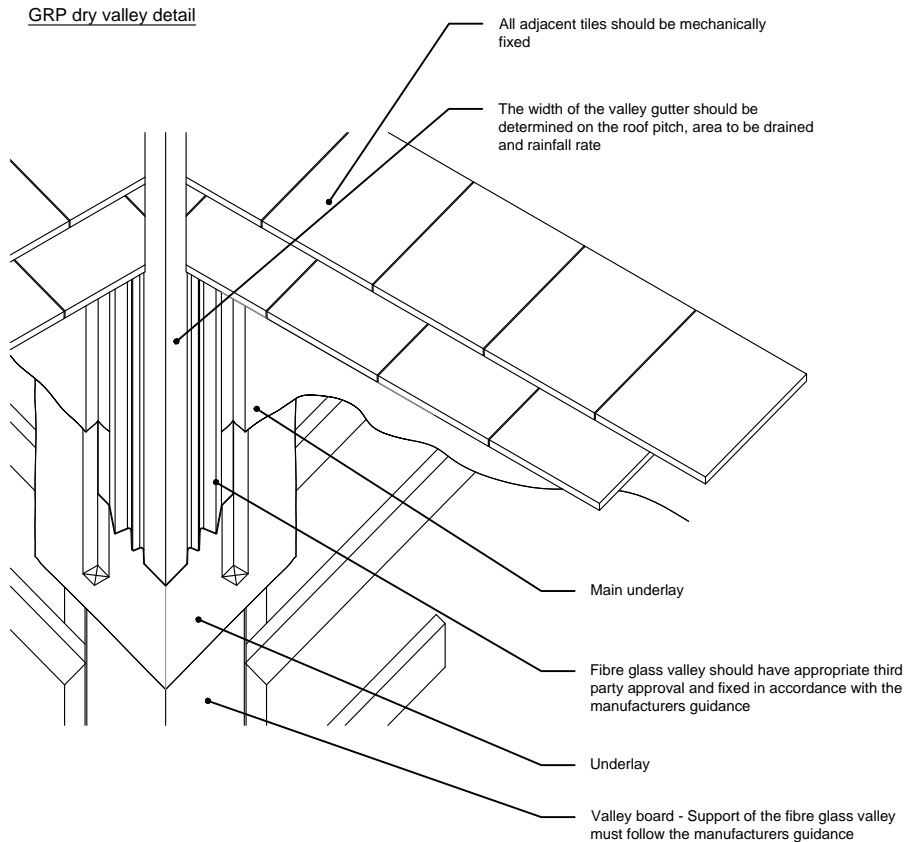 GRP dry valley detail
All adjacent tiles should be mechanically
fixed
The width of the valley gutter should be
determined on the roof pitch, area to be drained
and rainfall rate
Main underlay
Fibre glass valley should have appropriate third
party approval and fixed in accordance with the
manufacturers guidance
Underlay
Valley board - Support of the fibre glass valley
must follow the manufacturers guidance